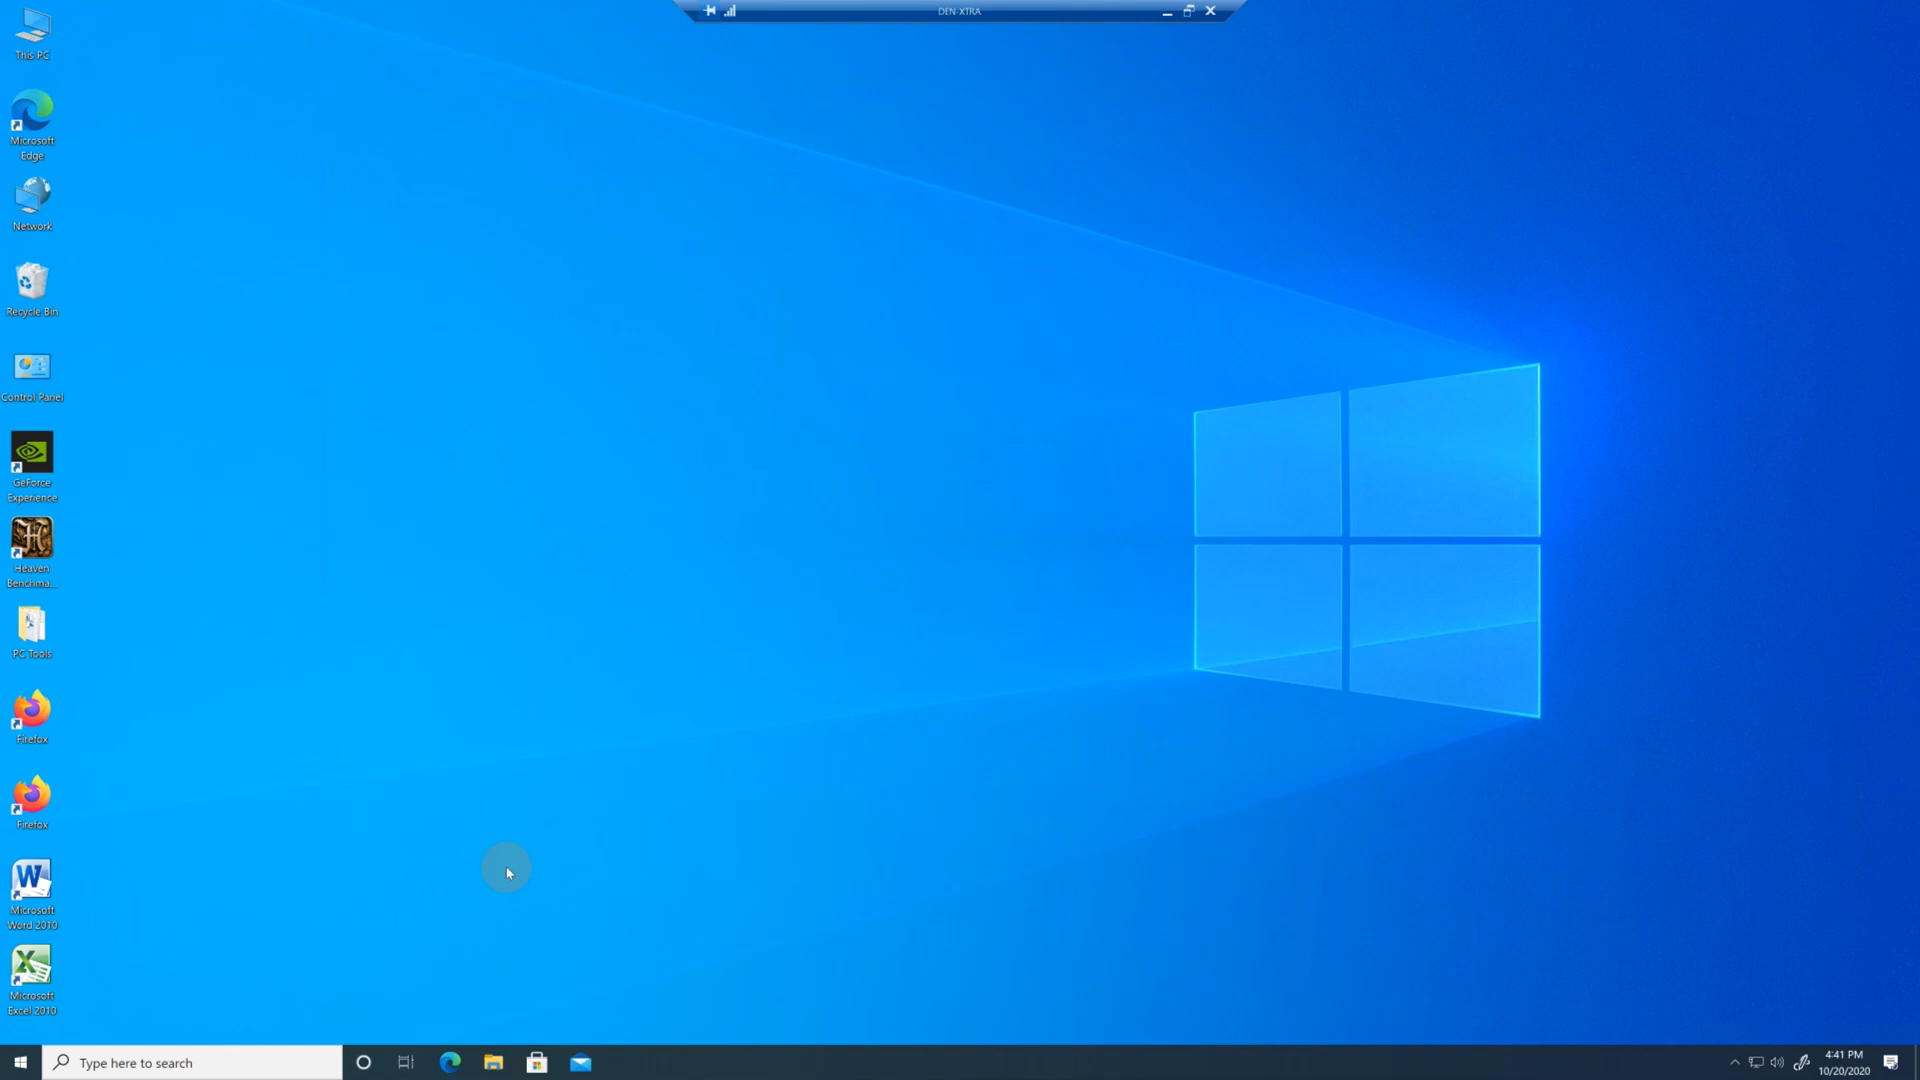 DEN-XTRA
This PC
Microsoft
Edge
Network
Recycle Bin
Control Panel
GeForce
Experience
Heaven
Benchma...
PC Tools
Firefox
Firefox
Microsoft
Word 2010
Microsoft
Excel 2010
Type here to search
4:41 PM
10/20/2020